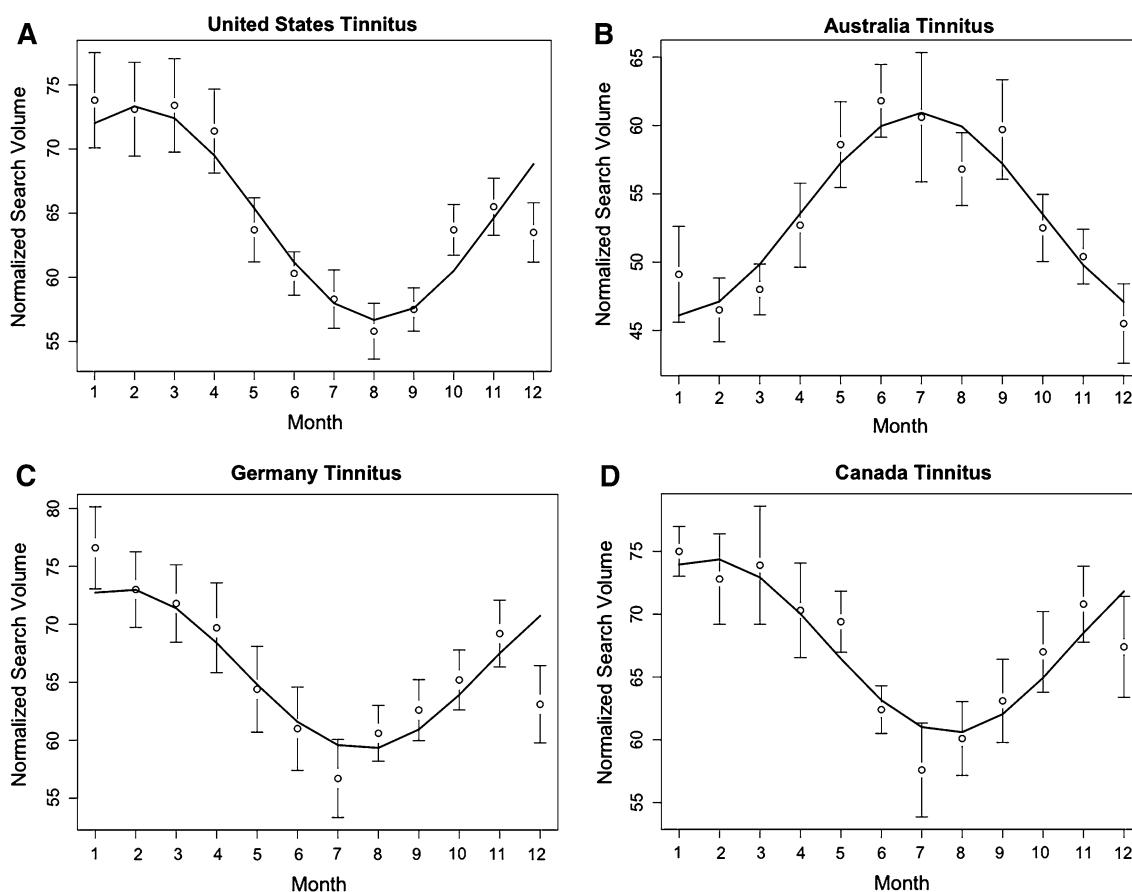 A
United States Tinnitus
Normalized Search Volume
75
70
65
60
55
1 2 3 4 5 6 7 8 9 10 11 12
Month
B
Australia Tinnitus
Normalized Search Volume
65
60
55
50
45
1 2 3 4 5 6 7 8 9 10 11 12
Month
C
Germany Tinnitus
Normalized Search Volume
80
75
70
65
60
55
1 2 3 4 5 6 7 8 9 10 11 12
Month
D
Canada Tinnitus
Normalized Search Volume
75
70
65
60
55
1 2 3 4 5 6 7 8 9 10 11 12
Month